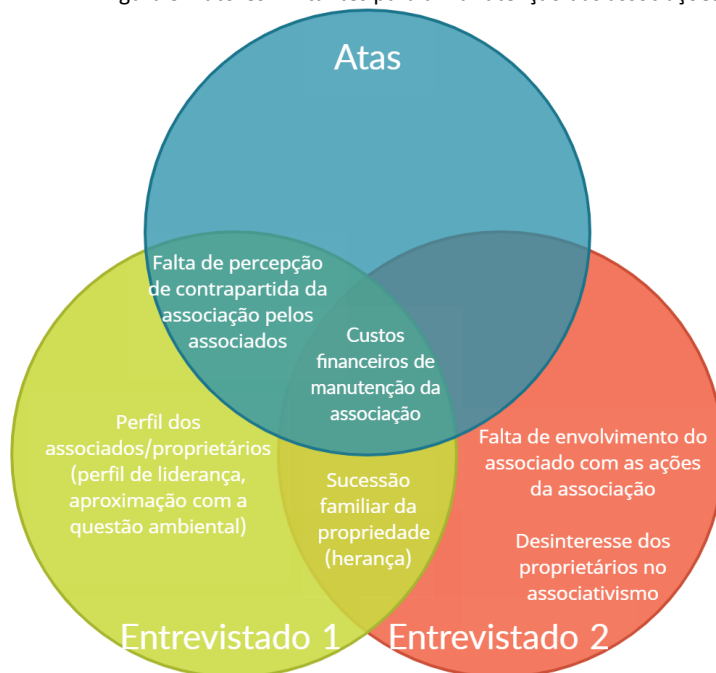 Atas
Falta de percepção
de contrapartida da
associação pelos
associados
Custos
financeiros de
manutenção da
associação
Perfil dos
associados/proprietários
(perfil de liderança,
aproximação com a
questão ambiental)
Sucessão
familiar da
propriedade
(herança)
Falta de envolvimento do
associado com as ações
da associação
Desinteresse dos
proprietários no
associativismo
Entrevistado 1
Entrevistado 2